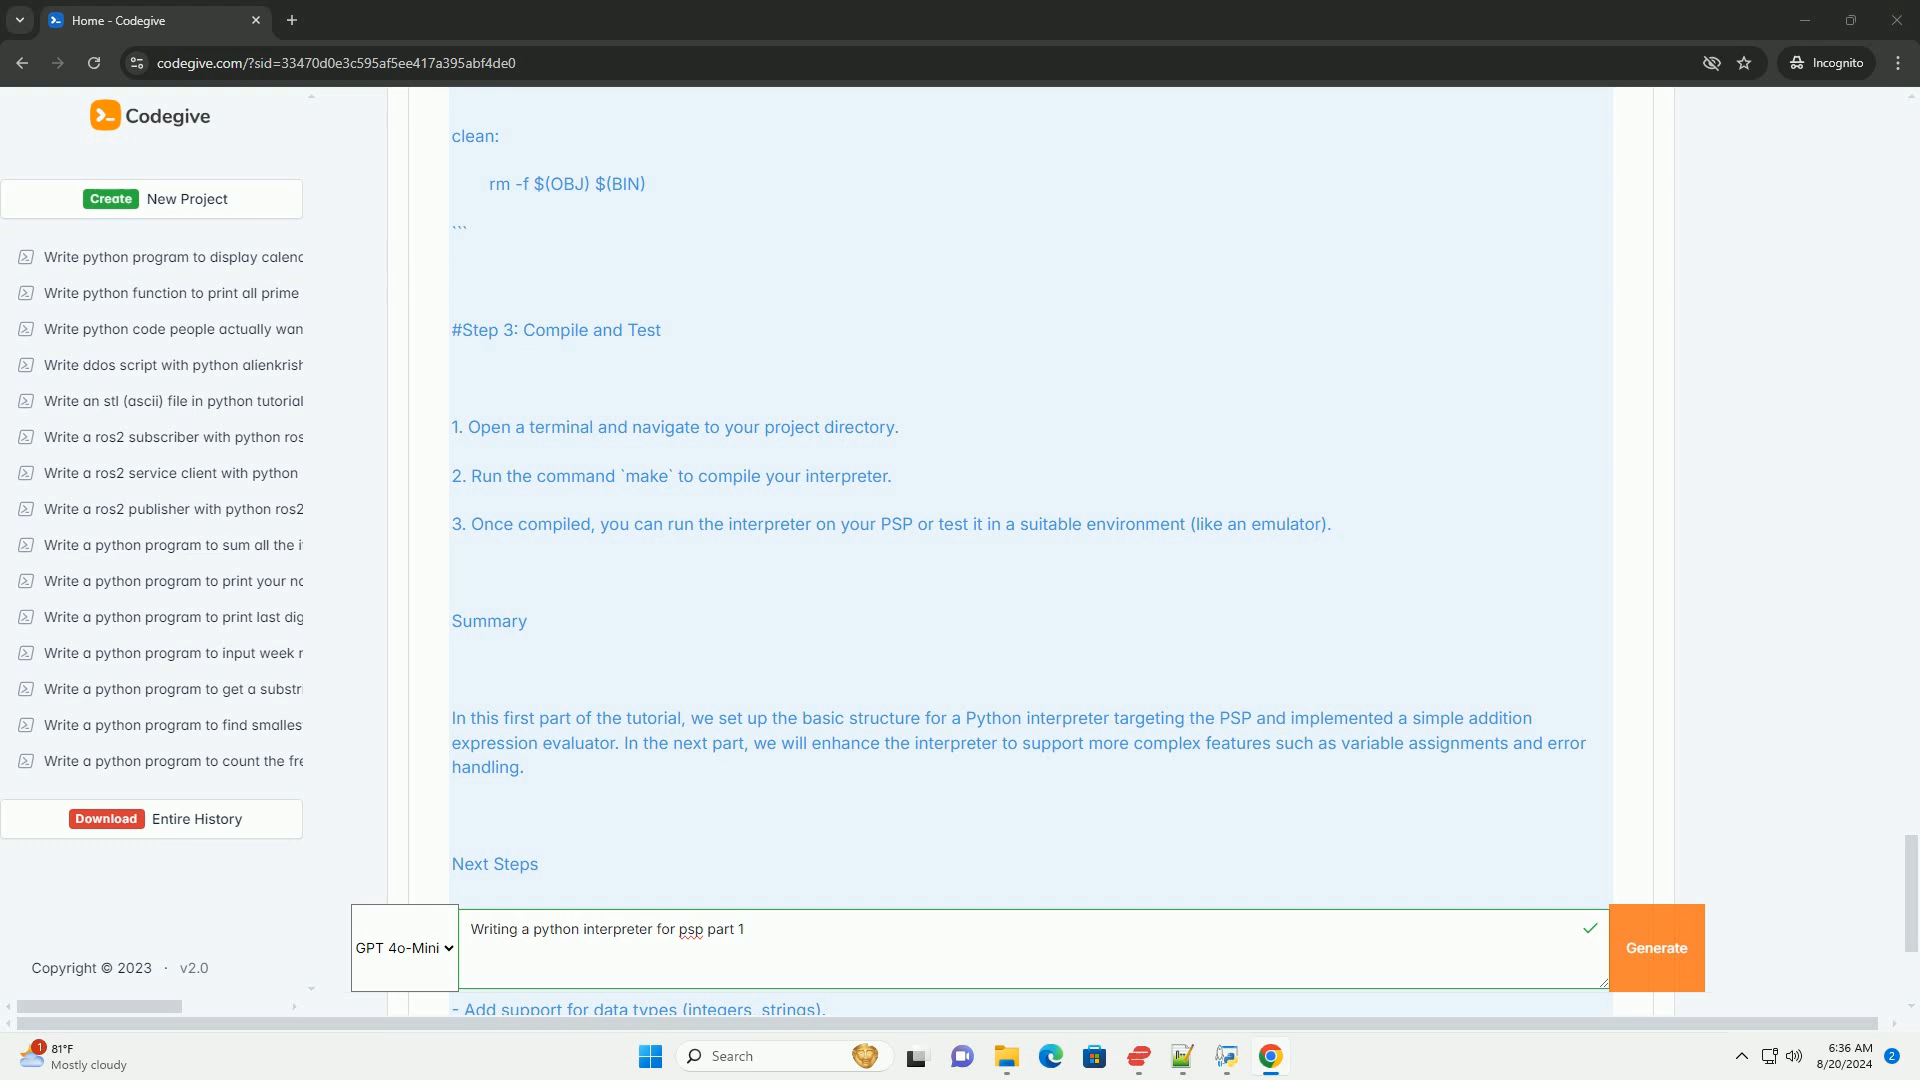 Home - Codegive
codegive.com/?sid=33470d0e3c595af5ee417a395abf4de0
Incognito
Codegive
Create New Project
Write python program to display calenc
Write python function to print all prime
Write python code people actually wan
Write ddos script with python alienkrish
Write an stl (ascii) file in python tutorial
Write a ros2 subscriber with python ros
Write a ros2 service client with python
Write a ros2 publisher with python ros2
Write a python program to sum all the i
Write a python program to print your na
Write a python program to print last dig
Write a python program to input week r
Write a python program to get a substri
Write a python program to find smalles
Write a python program to count the fre
Download Entire History
Copyright © 2023 · v2.0
clean:
rm -f $(OBJ) $(BIN)
```
#Step 3: Compile and Test
1. Open a terminal and navigate to your project directory.
2. Run the command `make` to compile your interpreter.
3. Once compiled, you can run the interpreter on your PSP or test it in a suitable environment (like an emulator).
Summary
In this first part of the tutorial, we set up the basic structure for a Python interpreter targeting the PSP and implemented a simple addition
expression evaluator. In the next part, we will enhance the interpreter to support more complex features such as variable assignments and error
handling.
Next Steps
GPT 4o-Mini
Writing a python interpreter for psp part 1
Generate
- Add support for data types (integers, strings).
1
81°F
Mostly cloudy
Search
6:36 AM
8/20/2024
2